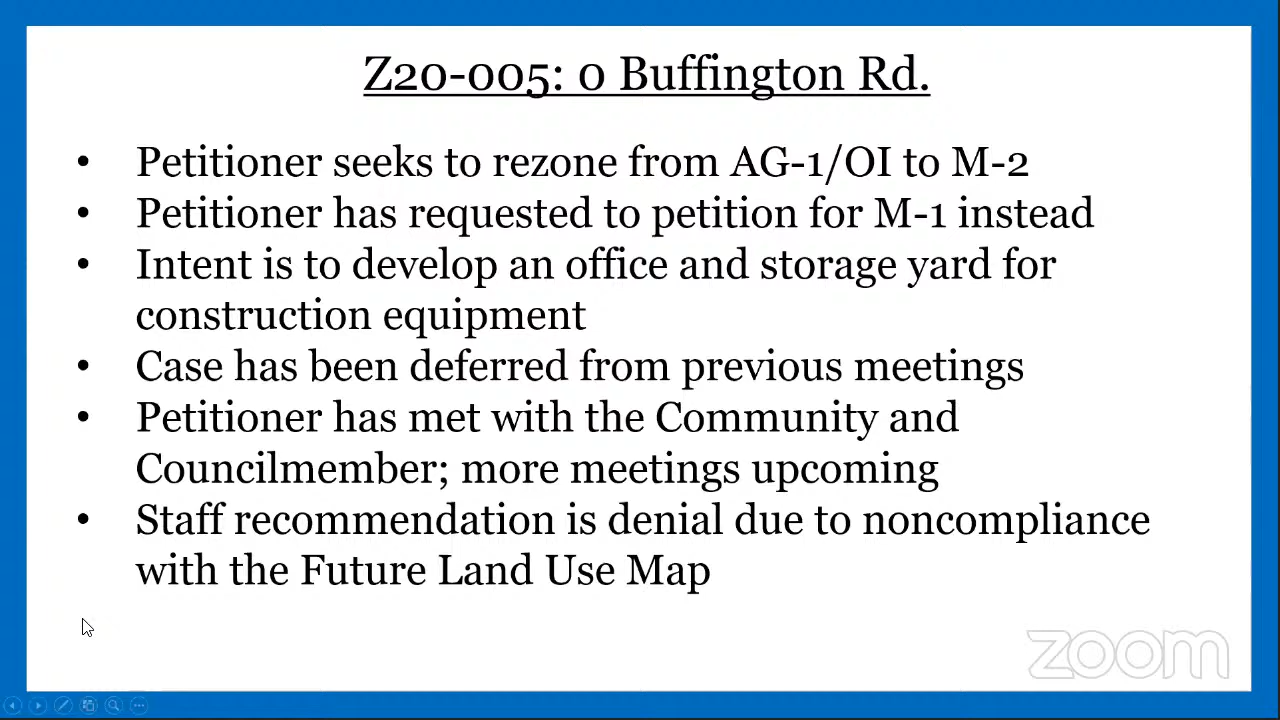 Z20-005: 0 Buffington Rd.
• Petitioner seeks to rezone from AG-1/OI to M-2
• Petitioner has requested to petition for M-1 instead
• Intent is to develop an office and storage yard for
construction equipment
• Case has been deferred from previous meetings
• Petitioner has met with the Community and
Councilmember; more meetings upcoming
• Staff recommendation is denial due to noncompliance
with the Future Land Use Map
zoom